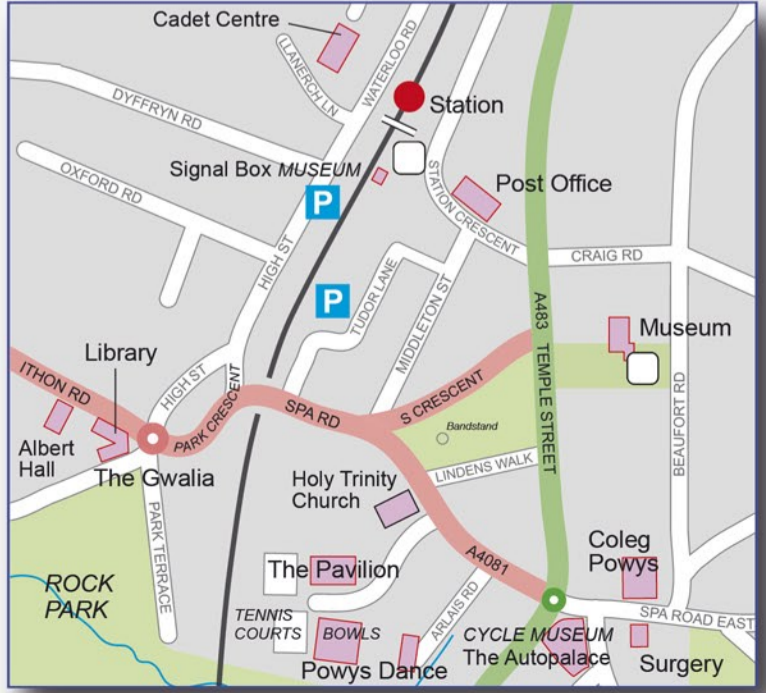 Cadet Centre
LLANERCH LN
WATERLOO RD
Station
DYFFRYN RD
Signal Box MUSEUM
STATION CRESCENT
Post Office
OXFORD RD
P
HIGH ST
CRAIG RD
P
TUDOR LANE
MIDDLETON ST
A483 TEMPLE STREET
Museum
Library
ITHON RD
HIGH ST
PARK CRESCENT
SPA RD
S CRESCENT
BEAUFORT RD
Albert
Hall
The Gwalia
Bandstand
LINDENS WALK
Holy Trinity
Church
PARK TERRACE
A4081
Coleg
Powys
ROCK
PARK
The Pavilion
ARLAIS RD
SPA ROAD EAST
TENNIS
COURTS
BOWLS
CYCLE MUSEUM
The Autopalace
Powys Dance
Surgery